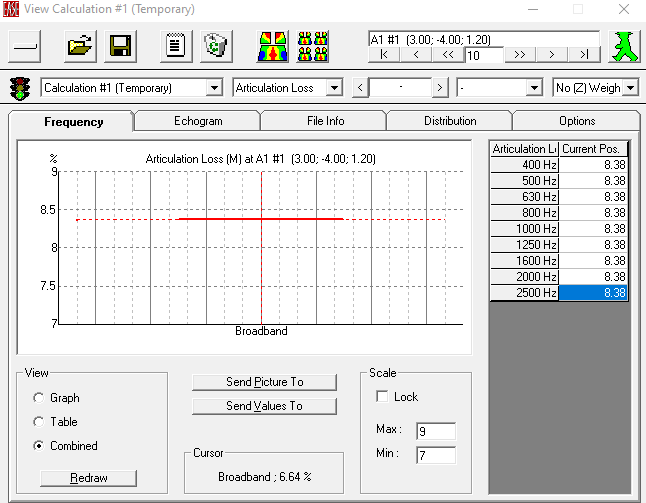 View Calculation #1 (Temporary)
A1 #1 (3.00; -4.00; 1.20)
|< < << 10 >> > >|
Calculation #1 (Temporary) Articulation Loss < - > - No (Z) Weigh
Frequency Echogram File Info Distribution Options
% Articulation Loss (M) at A1 #1 (3.00; -4.00; 1.20)
9
8.5
8
7.5
7
Broadband
Articulation L Current Pos.
400 Hz 8.38
500 Hz 8.38
630 Hz 8.38
800 Hz 8.38
1000 Hz 8.38
1250 Hz 8.38
1600 Hz 8.38
2000 Hz 8.38
2500 Hz 8.38
View
Graph
Table
Combined
Redraw
Send Picture To
Send Values To
Cursor
Broadband ; 6.64 %
Scale
Lock
Max : 9
Min : 7